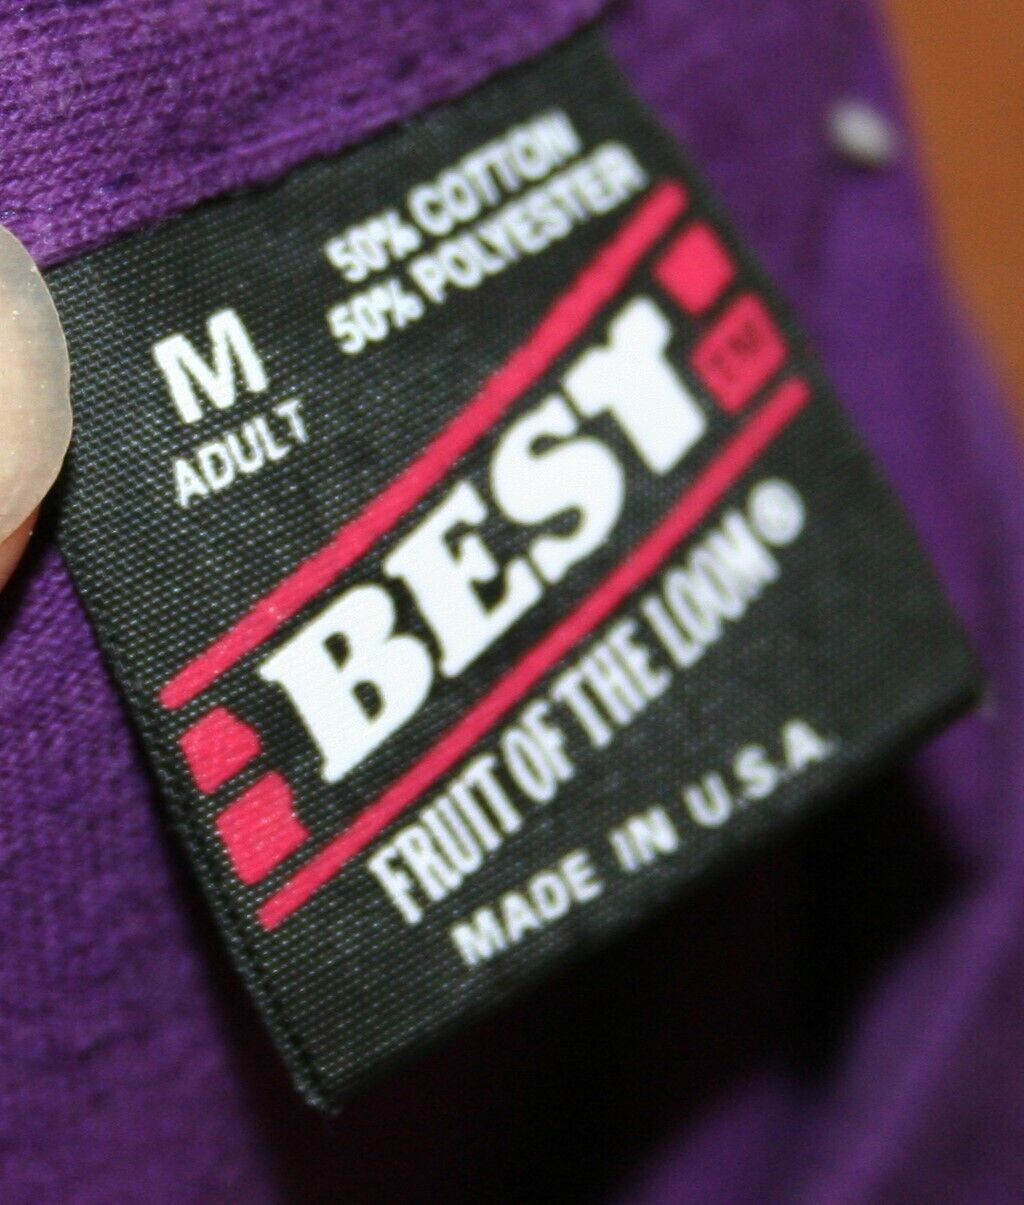 50% COTTON
50% POLYESTER
M
ADULT
BEST
TM
FRUIT OF THE LOOM®
MADE IN U.S.A.